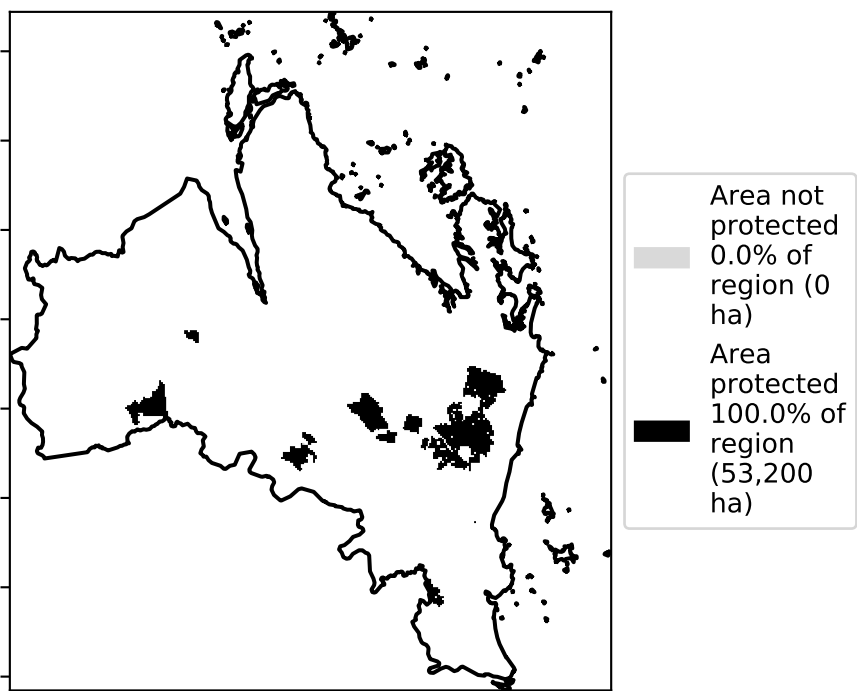 Area not
protected
0.0% of
region (0
ha)
Area
protected
100.0% of
region
(53,200
ha)